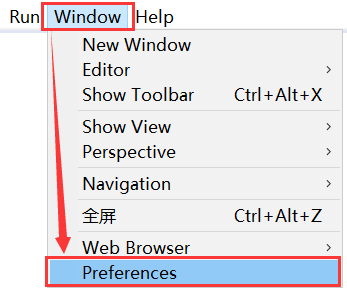 Run Window Help
New Window
Editor
Show Toolbar Ctrl+Alt+X
Show View
Perspective
Navigation
全屏 Ctrl+Alt+Z
Web Browser
Preferences